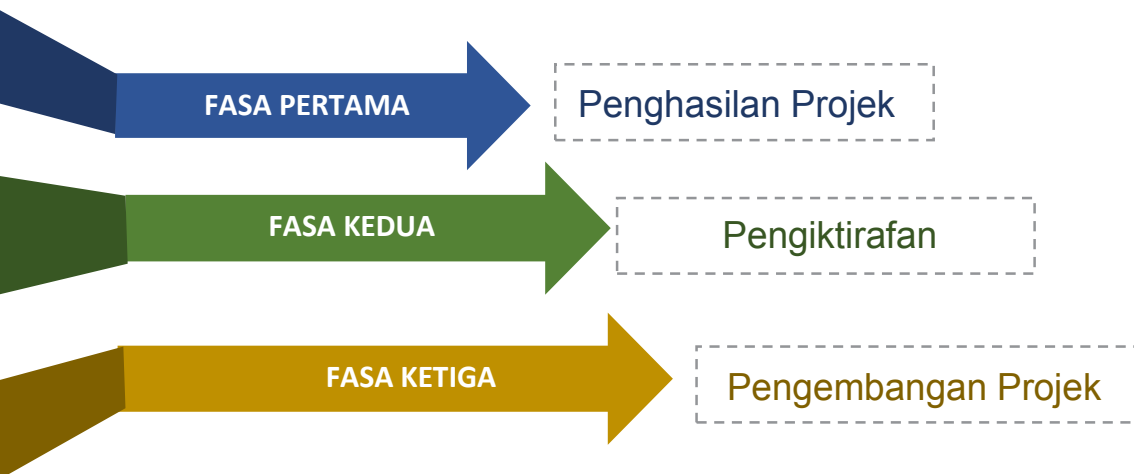 FASA PERTAMA
Penghasilan Projek
FASA KEDUA
Pengiktirafan
FASA KETIGA
Pengembangan Projek